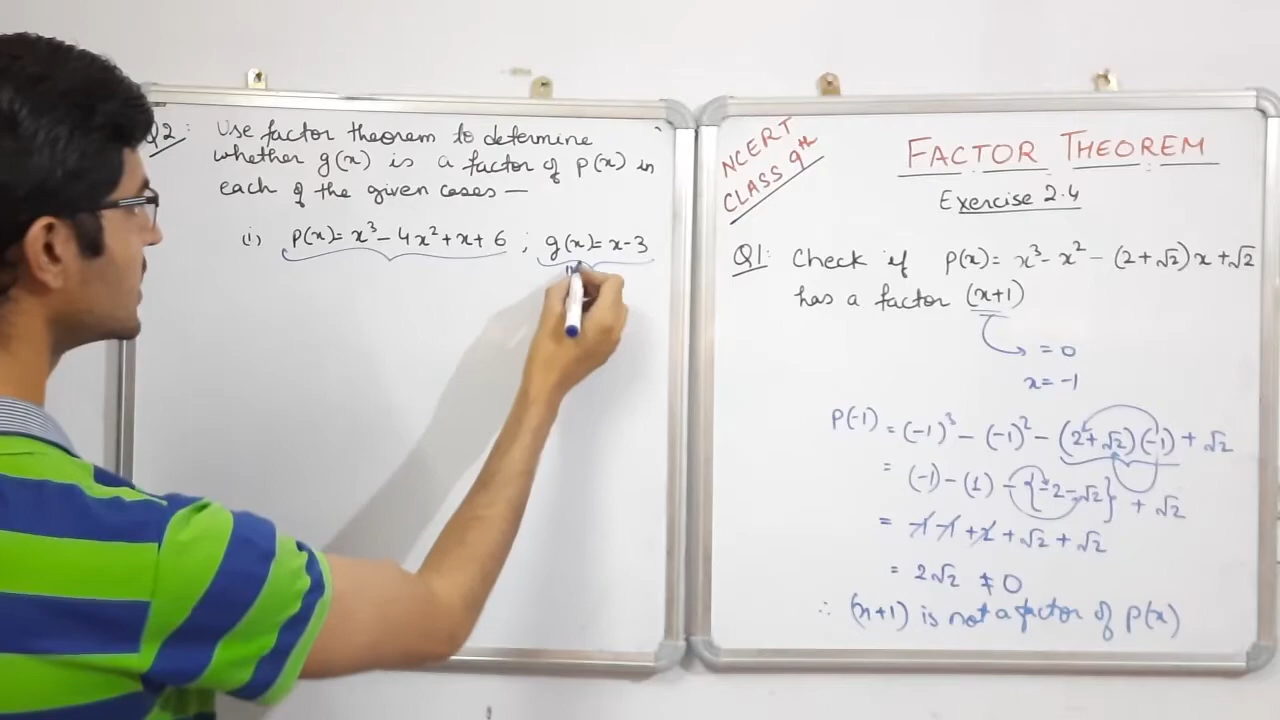 Q2: Use factor theorem to determine
whether g(x) is a factor of p(x) in
each of the given cases —
(i) p(x)= x³ - 4x² + x + 6 ; g(x)= x-3
NCERT
CLASS 9th
FACTOR THEOREM
Exercise 2.4
Q1: Check if p(x)= x³ - x² - (2+√2)x + √2
has a factor (x+1)
= 0
x = -1
P(-1) = (-1)³ - (-1)² - (2+√2)(-1) + √2
= (-1) - (1) - {-2-√2} + √2
= -1 -1 +2 + √2 + √2
= 2√2 ≠ 0
∴ (x+1) is not a factor of p(x)